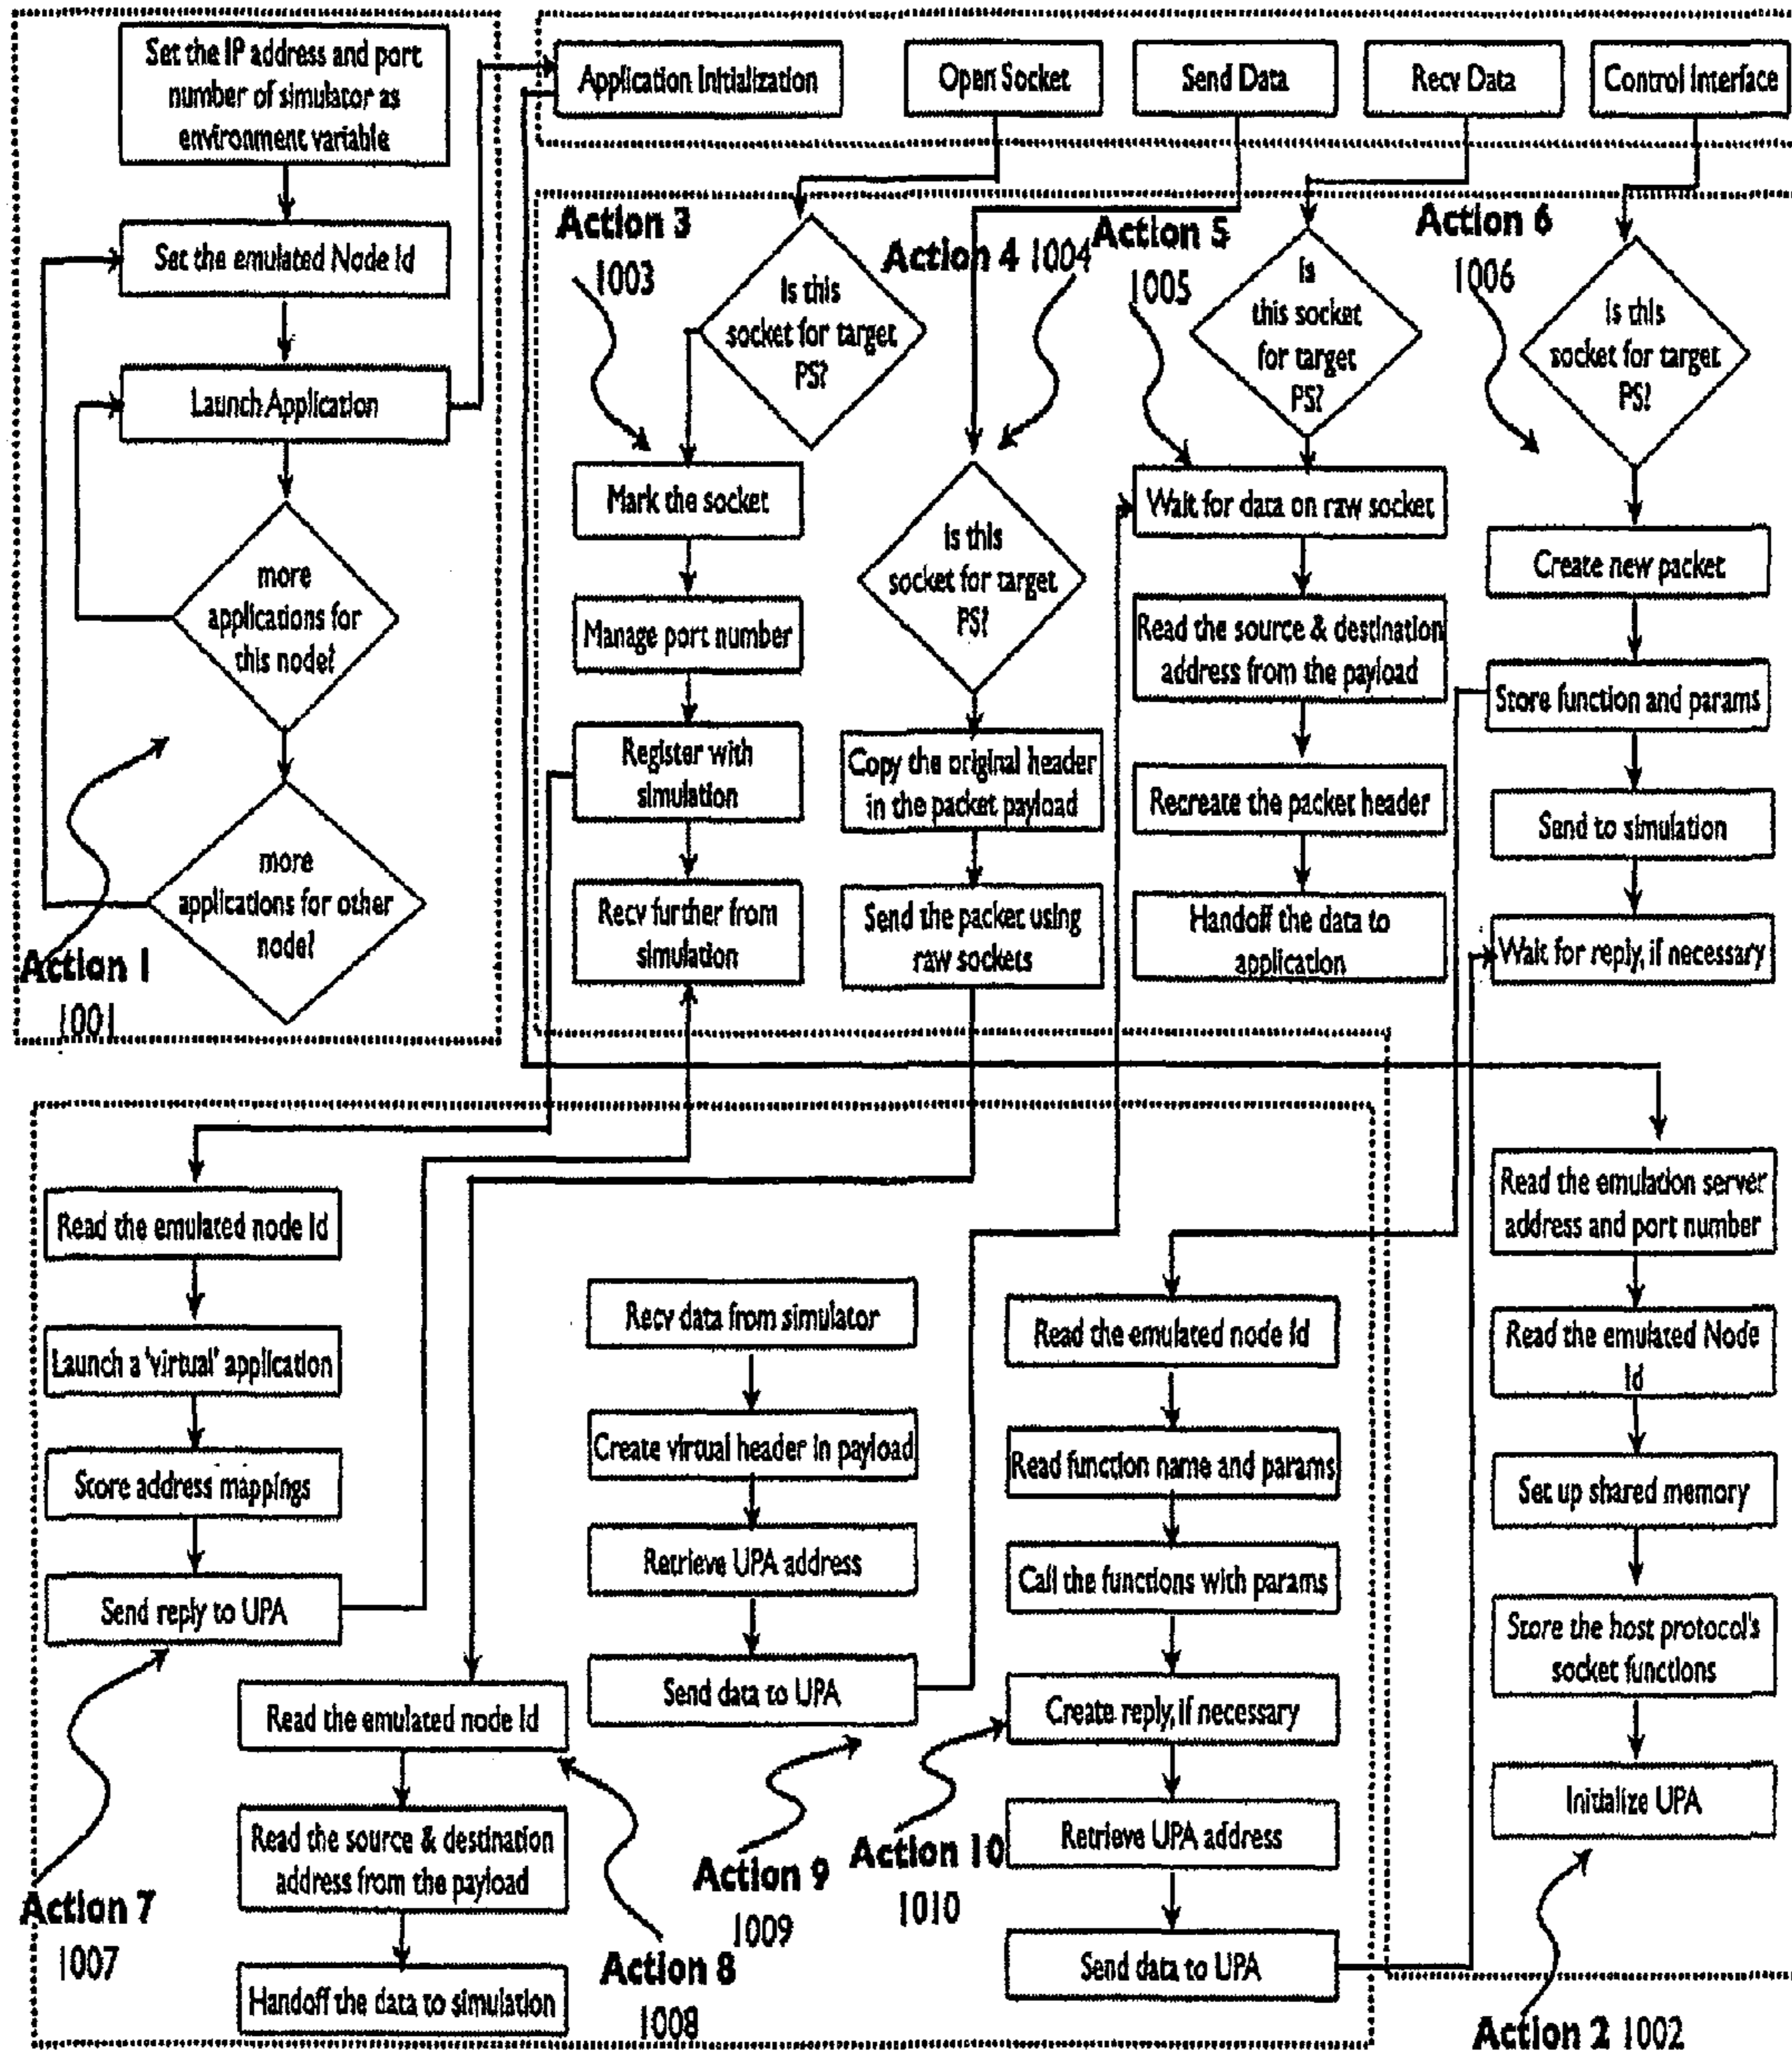 Set the IP address and port
number of simulator as
environment variable
Set the emulated Node Id
Launch Application
more
applications for
this node?
more
applications for other
node?
Action 1
1001
Application Initialization
Open Socket
Send Data
Recv Data
Control Interface
Action 3
1003
Is this
socket for target
PS?
Mark the socket
Manage port number
Register with
simulation
Recv further from
simulation
Action 4 1004
Is this
socket for target
PS?
Copy the original header
in the packet payload
Send the packet using
raw sockets
Action 5
1005
Is
this socket
for target
PS?
Wait for data on raw socket
Read the source & destination
address from the payload
Recreate the packet header
Handoff the data to
application
Action 6
1006
Is this
socket for target
PS?
Create new packet
Store function and params
Send to simulation
Wait for reply, if necessary
Read the emulated node Id
Launch a 'virtual' application
Store address mappings
Send reply to UPA
Action 7
1007
Read the emulated node Id
Read the source & destination
address from the payload
Handoff the data to simulation
Action 8
1008
Recv data from simulator
Create virtual header in payload
Retrieve UPA address
Send data to UPA
Action 9
1009
Read the emulated node Id
Read function name and params
Call the functions with params
Create reply, if necessary
Retrieve UPA address
Send data to UPA
Action 10
1010
Read the emulation server
address and port number
Read the emulated Node
Id
Set up shared memory
Store the host protocol's
socket functions
Initialize UPA
Action 2 1002